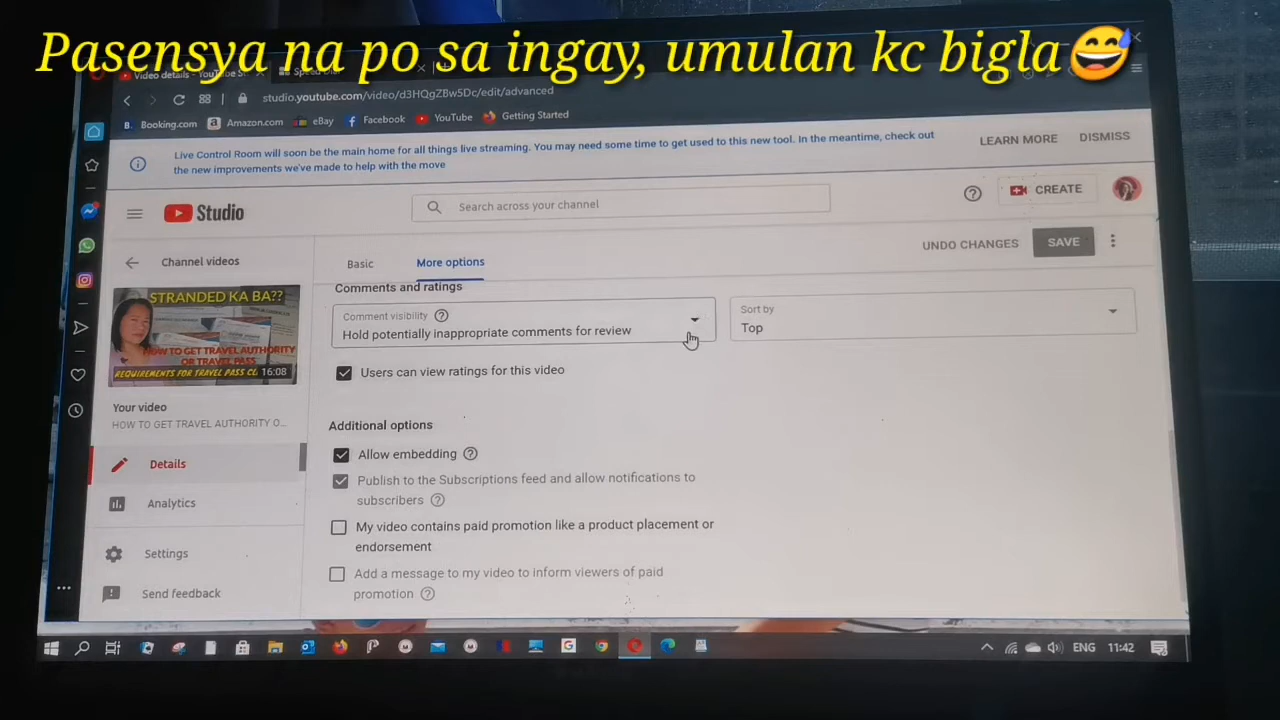 Pasensya na po sa ingay, umulan kc bigla😅
Video details - YouTube St
studio.youtube.com/video/d3HQgZBw5Dc/edit/advanced
B. Booking.com
Amazon.com
eBay
Facebook
YouTube
Getting Started
Live Control Room will soon be the main home for all things live streaming. You may need some time to get used to this new tool. In the meantime, check out
the new improvements we've made to help with the move
LEARN MORE
DISMISS
Studio
Search across your channel
CREATE
Channel videos
Basic
More options
UNDO CHANGES
SAVE
STRANDED KA BA??
HOW TO GET TRAVEL AUTHORITY
OR TRAVEL PASS
REQUIREMENTS FOR TRAVEL PASS
16:08
Your video
HOW TO GET TRAVEL AUTHORITY O...
Details
Analytics
Settings
Send feedback
Comments and ratings
Comment visibility
Hold potentially inappropriate comments for review
Sort by
Top
Users can view ratings for this video
Additional options
Allow embedding
Publish to the Subscriptions feed and allow notifications to
subscribers
My video contains paid promotion like a product placement or
endorsement
Add a message to my video to inform viewers of paid
promotion
ENG
11:42